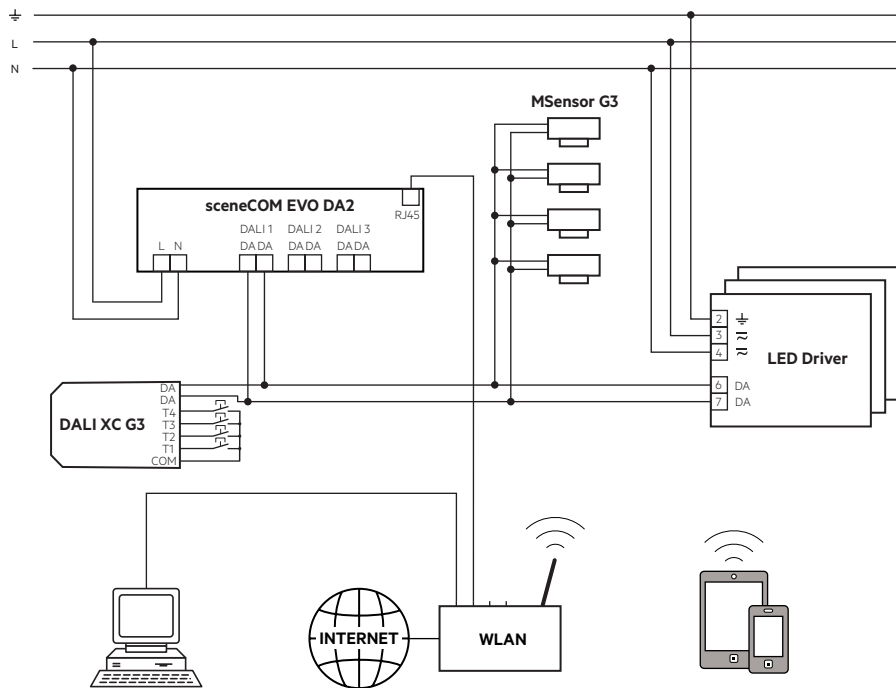 L
N
MSensor G3
sceneCOM EVO DA2
RJ45
DALI 1 DALI 2 DALI 3
L N DA DA DA DA DA DA
2
3
4
LED Driver
6 DA
7 DA
DALI XC G3
DA
DA
T4
T3
T2
T1
COM
INTERNET
WLAN